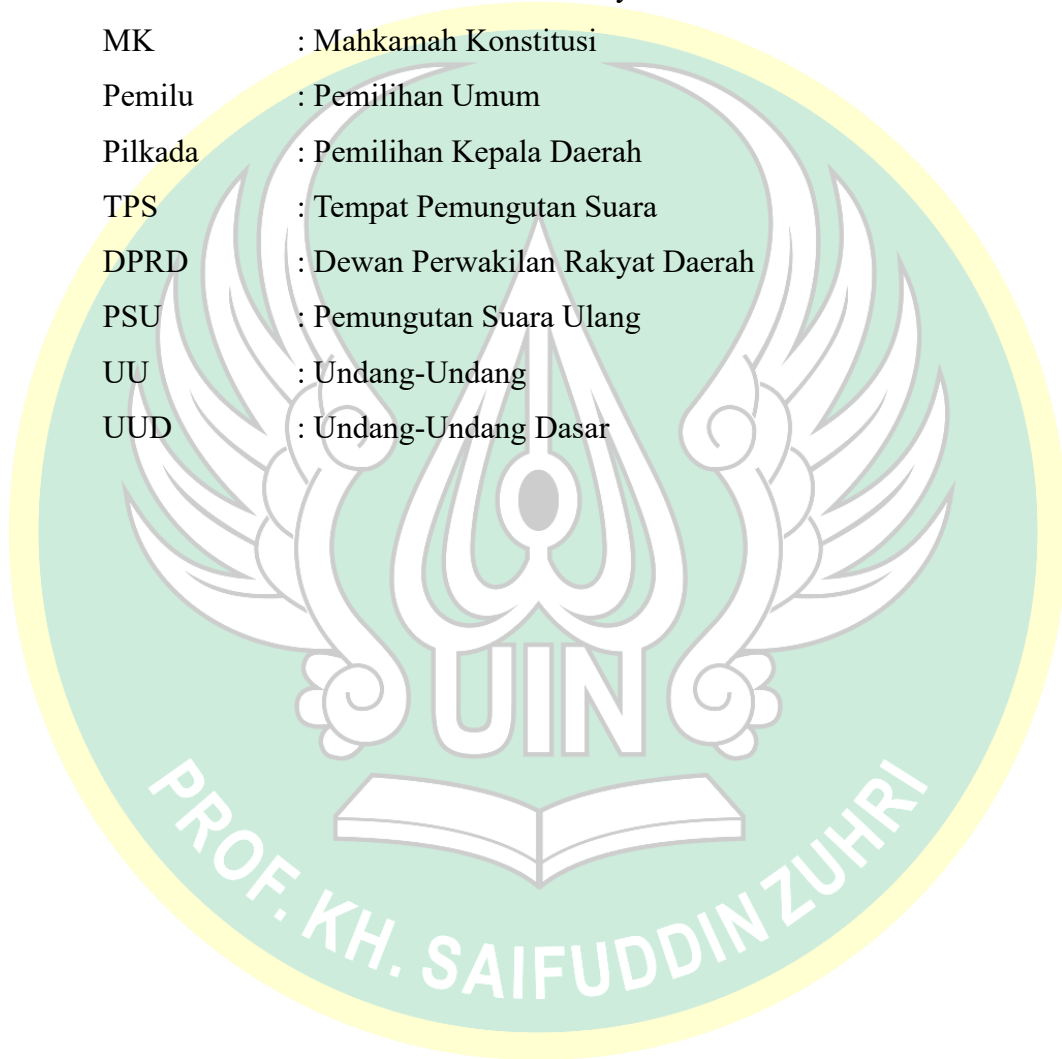 MK : Mahkamah Konstitusi
Pemilu : Pemilihan Umum
Pilkada : Pemilihan Kepala Daerah
TPS : Tempat Pemungutan Suara
DPRD : Dewan Perwakilan Rakyat Daerah
PSU : Pemungutan Suara Ulang
UU : Undang-Undang
UUD : Undang-Undang Dasar
UIN
PROF. KH. SAIFUDDIN ZUHRI